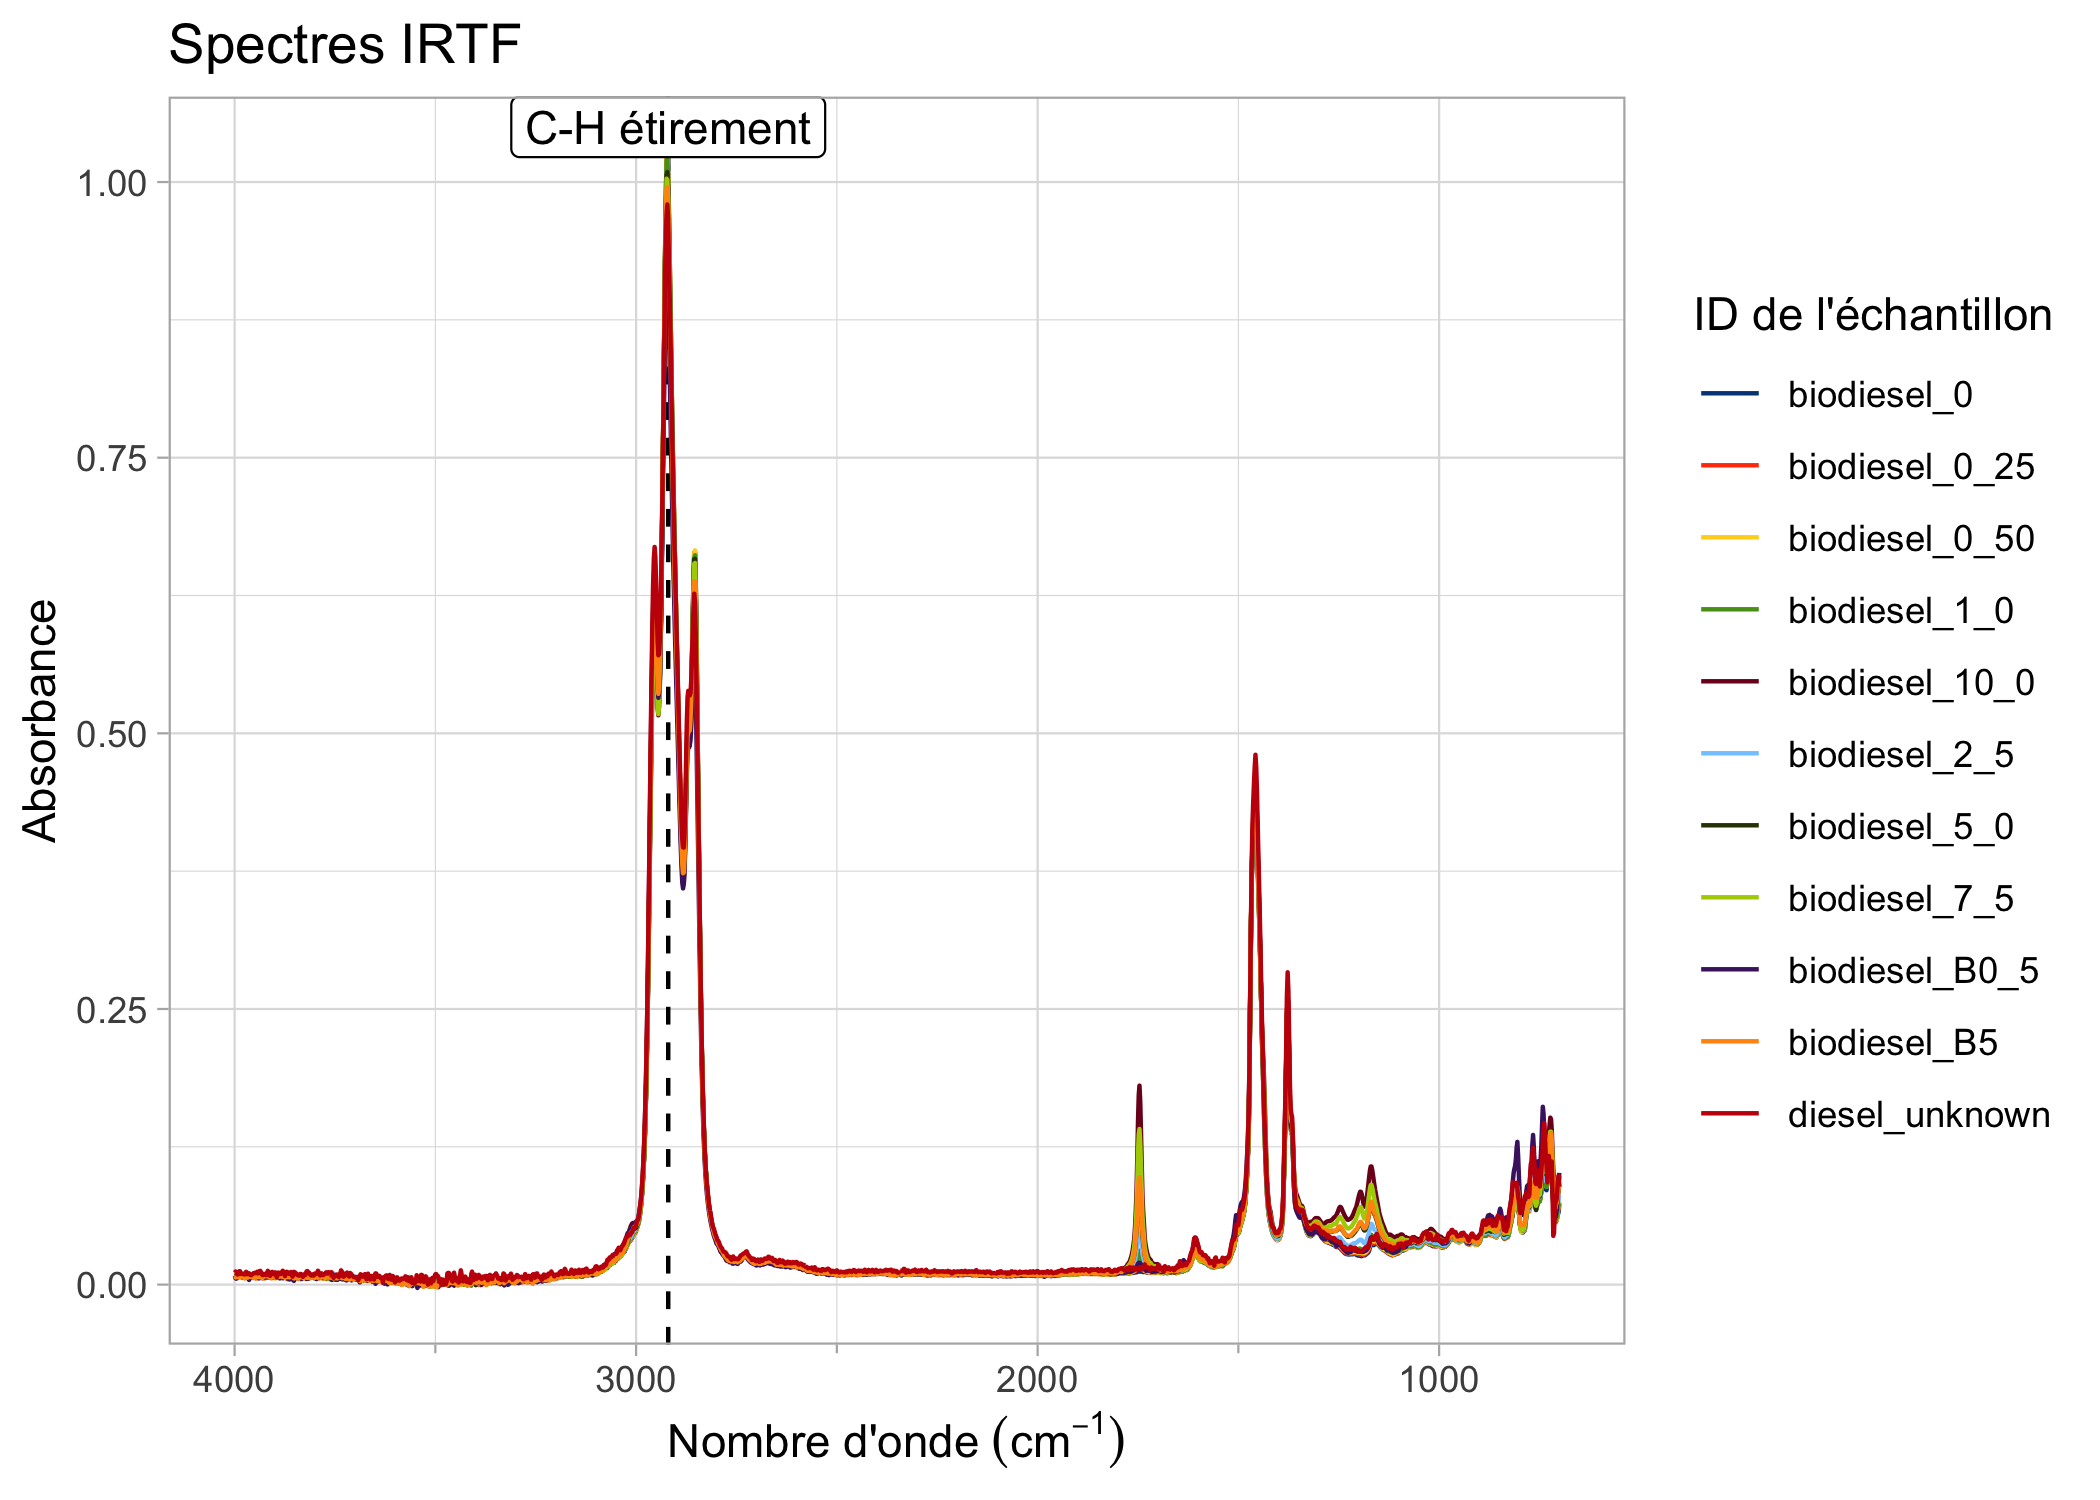 Spectres IRTF
C-H étirement
1.00
0.75
0.50
0.25
0.00
Absorbance
4000
3000
2000
1000
Nombre d'onde (cm⁻¹)
ID de l'échantillon
biodiesel_0
biodiesel_0_25
biodiesel_0_50
biodiesel_1_0
biodiesel_10_0
biodiesel_2_5
biodiesel_5_0
biodiesel_7_5
biodiesel_B0_5
biodiesel_B5
diesel_unknown